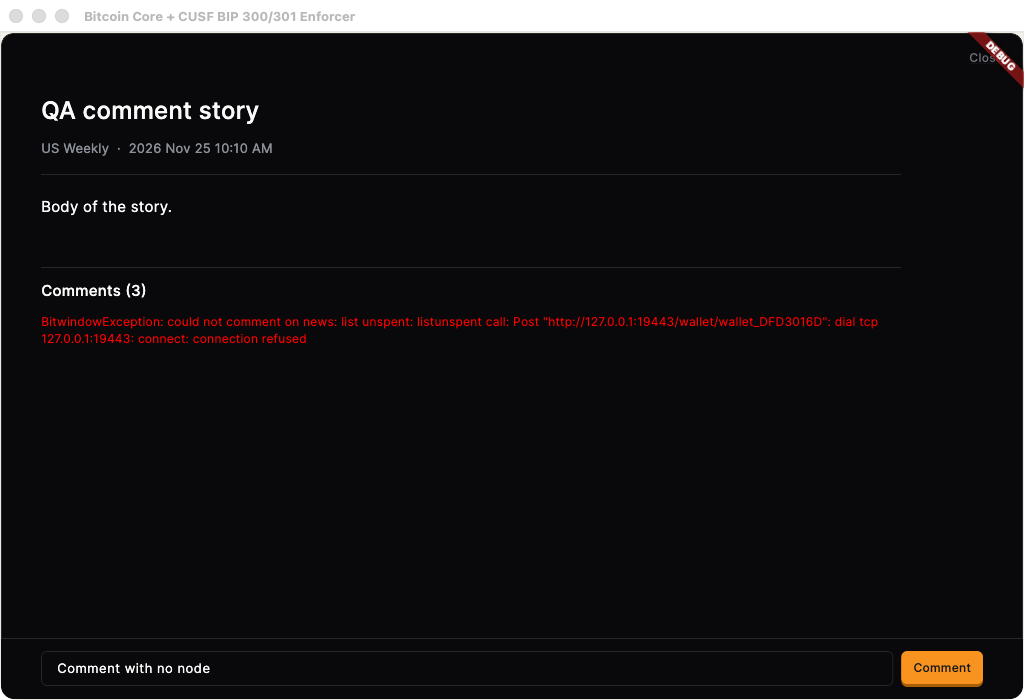 Bitcoin Core + CUSF BIP 300/301 Enforcer
Close
DEBUG
QA comment story
US Weekly · 2026 Nov 25 10:10 AM
Body of the story.
Comments (3)
BitwindowException: could not comment on news: list unspent: listunspent call: Post "http://127.0.0.1:19443/wallet/wallet_DFD3016D": dial tcp
127.0.0.1:19443: connect: connection refused
Comment with no node
Comment